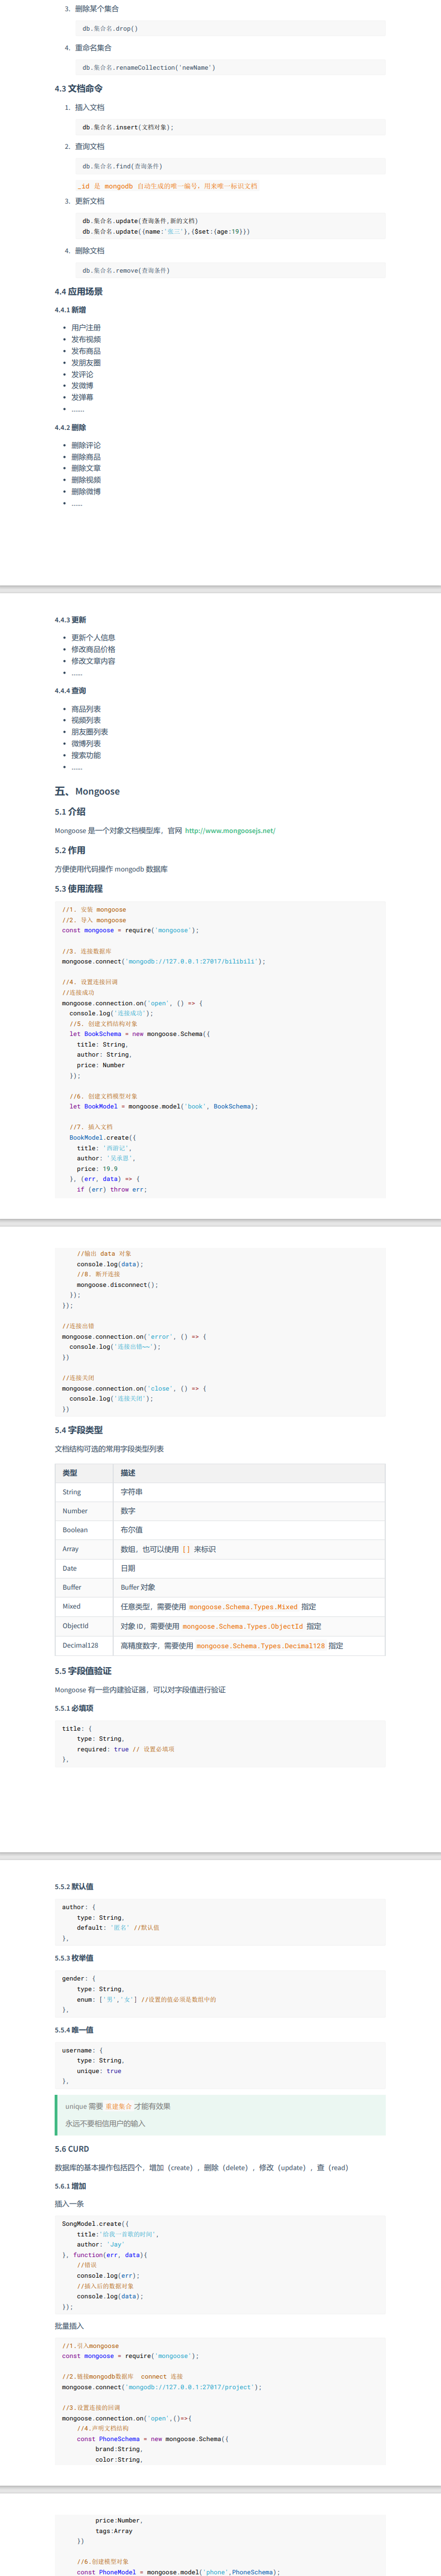 3. 删除某个集合
db.集合名.drop()
4. 重命名集合
db.集合名.renameCollection('newName')
4.3 文档命令
1. 插入文档
db.集合名.insert(文档对象);
2. 查询文档
db.集合名.find(查询条件)
_id 是 mongodb 自动生成的唯一编号，用来唯一标识文档
3. 更新文档
db.集合名.update(查询条件,新的文档)
db.集合名.update({name:'张三'},{$set:{age:19}})
4. 删除文档
db.集合名.remove(查询条件)
4.4 应用场景
4.4.1 新增
• 用户注册
• 发布视频
• 发布商品
• 发朋友圈
• 发评论
• 发微博
• 发弹幕
• .......
4.4.2 删除
• 删除评论
• 删除商品
• 删除文章
• 删除视频
• 删除微博
• ......
4.4.3 更新
• 更新个人信息
• 修改商品价格
• 修改文章内容
• ......
4.4.4 查询
• 商品列表
• 视频列表
• 朋友圈列表
• 微博列表
• 搜索功能
• ......
五、Mongoose
5.1 介绍
Mongoose 是一个对象文档模型库，官网 http://www.mongoosejs.net/
5.2 作用
方便使用代码操作 mongodb 数据库
5.3 使用流程
//1. 安装 mongoose
//2. 导入 mongoose
const mongoose = require('mongoose');
//3. 连接数据库
mongoose.connect('mongodb://127.0.0.1:27017/bilibili');
//4. 设置连接回调
//连接成功
mongoose.connection.on('open', () => {
console.log('连接成功');
//5. 创建文档结构对象
let BookSchema = new mongoose.Schema({
title: String,
author: String,
price: Number
});
//6. 创建文档模型对象
let BookModel = mongoose.model('book', BookSchema);
//7. 插入文档
BookModel.create({
title: '西游记',
author: '吴承恩',
price: 19.9
}, (err, data) => {
if (err) throw err;
//输出 data 对象
console.log(data);
//8. 断开连接
mongoose.disconnect();
});
});
//连接出错
mongoose.connection.on('error', () => {
console.log('连接出错~~');
})
//连接关闭
mongoose.connection.on('close', () => {
console.log('连接关闭');
})
5.4 字段类型
文档结构可选的常用字段类型列表
类型 描述
String 字符串
Number 数字
Boolean 布尔值
Array 数组，也可以使用 [] 来标识
Date 日期
Buffer Buffer 对象
Mixed 任意类型，需要使用 mongoose.Schema.Types.Mixed 指定
ObjectId 对象 ID，需要使用 mongoose.Schema.Types.ObjectId 指定
Decimal128 高精度数字，需要使用 mongoose.Schema.Types.Decimal128 指定
5.5 字段值验证
Mongoose 有一些内建验证器，可以对字段值进行验证
5.5.1 必填项
title: {
type: String,
required: true // 设置必填项
},
5.5.2 默认值
author: {
type: String,
default: '匿名' //默认值
},
5.5.3 枚举值
gender: {
type: String,
enum: ['男','女'] //设置的值必须是数组中的
},
5.5.4 唯一值
username: {
type: String,
unique: true
},
unique 需要 重建集合 才能有效果
永远不要相信用户的输入
5.6 CURD
数据库的基本操作包括四个，增加（create），删除（delete），修改（update），查（read）
5.6.1 增加
插入一条
SongModel.create({
title:'给我一首歌的时间',
author: 'Jay'
}, function(err, data){
//错误
console.log(err);
//插入后的数据对象
console.log(data);
});
批量插入
//1.引入mongoose
const mongoose = require('mongoose');
//2.链接mongodb数据库 connect 连接
mongoose.connect('mongodb://127.0.0.1:27017/project');
//3.设置连接的回调
mongoose.connection.on('open',()=>{
//4.声明文档结构
const PhoneSchema = new mongoose.Schema({
brand:String,
color:String,
price:Number,
tags:Array
})
//6.创建模型对象
const PhoneModel = mongoose.model('phone',PhoneSchema);